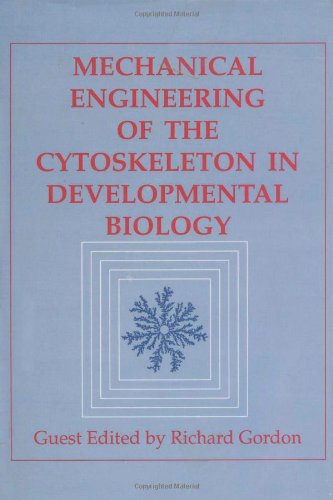 MECHANICAL
ENGINEERING
OF THE
CYTOSKELETON IN
DEVELOPMENTAL
BIOLOGY
Guest Edited by Richard Gordon